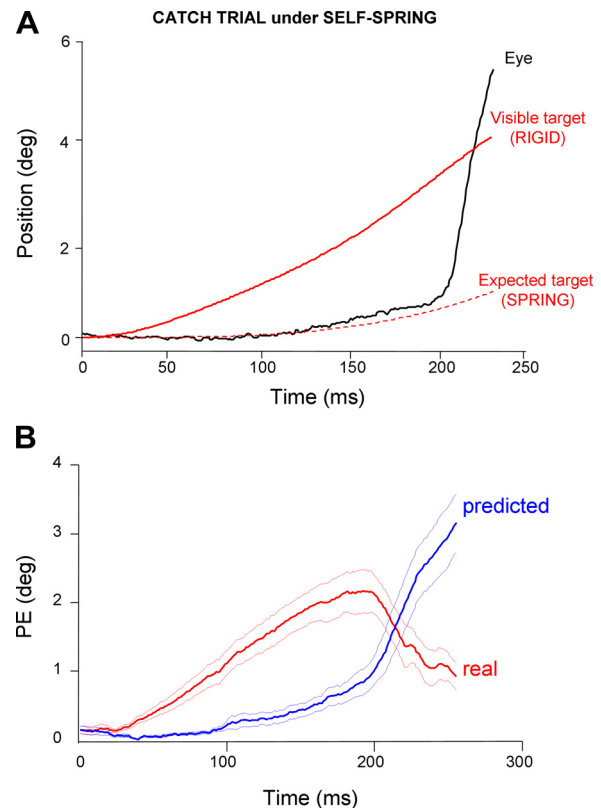 A
CATCH TRIAL under SELF-SPRING
6
4
2
0
Position (deg)
Eye
Visible target
(RIGID)
Expected target
(SPRING)
0
50
100
150
200
250
Time (ms)
B
4
3
2
1
0
PE (deg)
predicted
real
0
100
200
300
Time (ms)